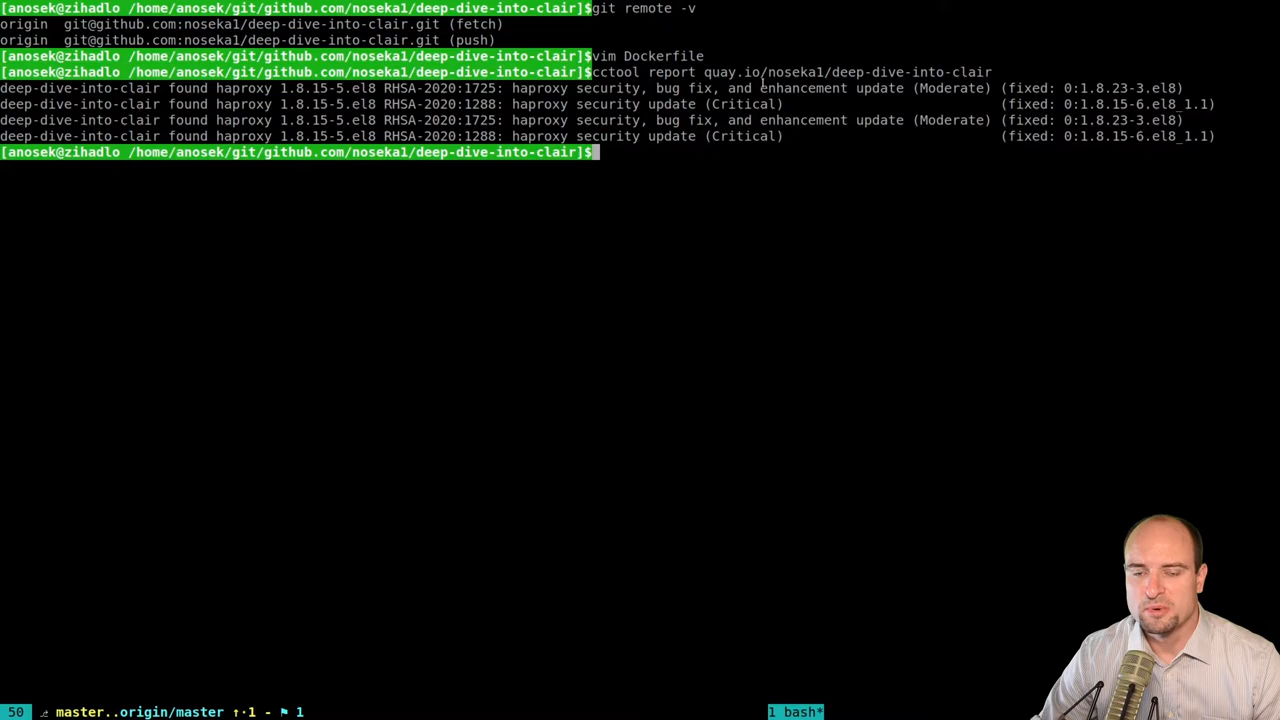 [anosek@zihadlo /home/anosek/git/github.com/noseka1/deep-dive-into-clair]$git remote -v
origin  git@github.com:noseka1/deep-dive-into-clair.git (fetch)
origin  git@github.com:noseka1/deep-dive-into-clair.git (push)
[anosek@zihadlo /home/anosek/git/github.com/noseka1/deep-dive-into-clair]$vim Dockerfile
[anosek@zihadlo /home/anosek/git/github.com/noseka1/deep-dive-into-clair]$cctool report quay.io/noseka1/deep-dive-into-clair
deep-dive-into-clair found haproxy 1.8.15-5.el8 RHSA-2020:1725: haproxy security, bug fix, and enhancement update (Moderate) (fixed: 0:1.8.23-3.el8)
deep-dive-into-clair found haproxy 1.8.15-5.el8 RHSA-2020:1288: haproxy security update (Critical) (fixed: 0:1.8.15-6.el8_1.1)
deep-dive-into-clair found haproxy 1.8.15-5.el8 RHSA-2020:1725: haproxy security, bug fix, and enhancement update (Moderate) (fixed: 0:1.8.23-3.el8)
deep-dive-into-clair found haproxy 1.8.15-5.el8 RHSA-2020:1288: haproxy security update (Critical) (fixed: 0:1.8.15-6.el8_1.1)
[anosek@zihadlo /home/anosek/git/github.com/noseka1/deep-dive-into-clair]$
50 ⎇ master..origin/master ↑·1 - ⚑ 1 1 bash*